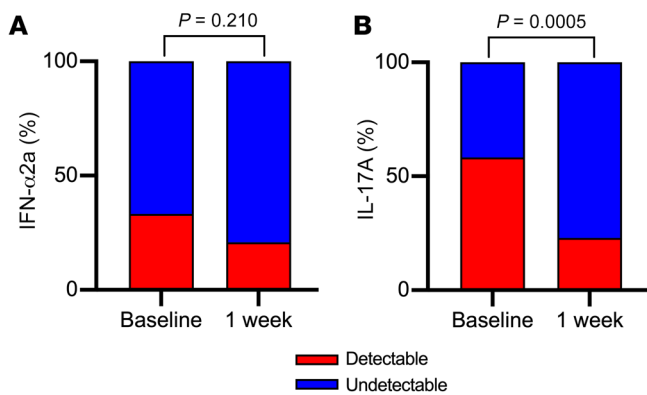 A
P = 0.210
IFN-α2a (%)
100
50
0
Baseline
1 week
B
P = 0.0005
IL-17A (%)
100
50
0
Baseline
1 week
Detectable
Undetectable